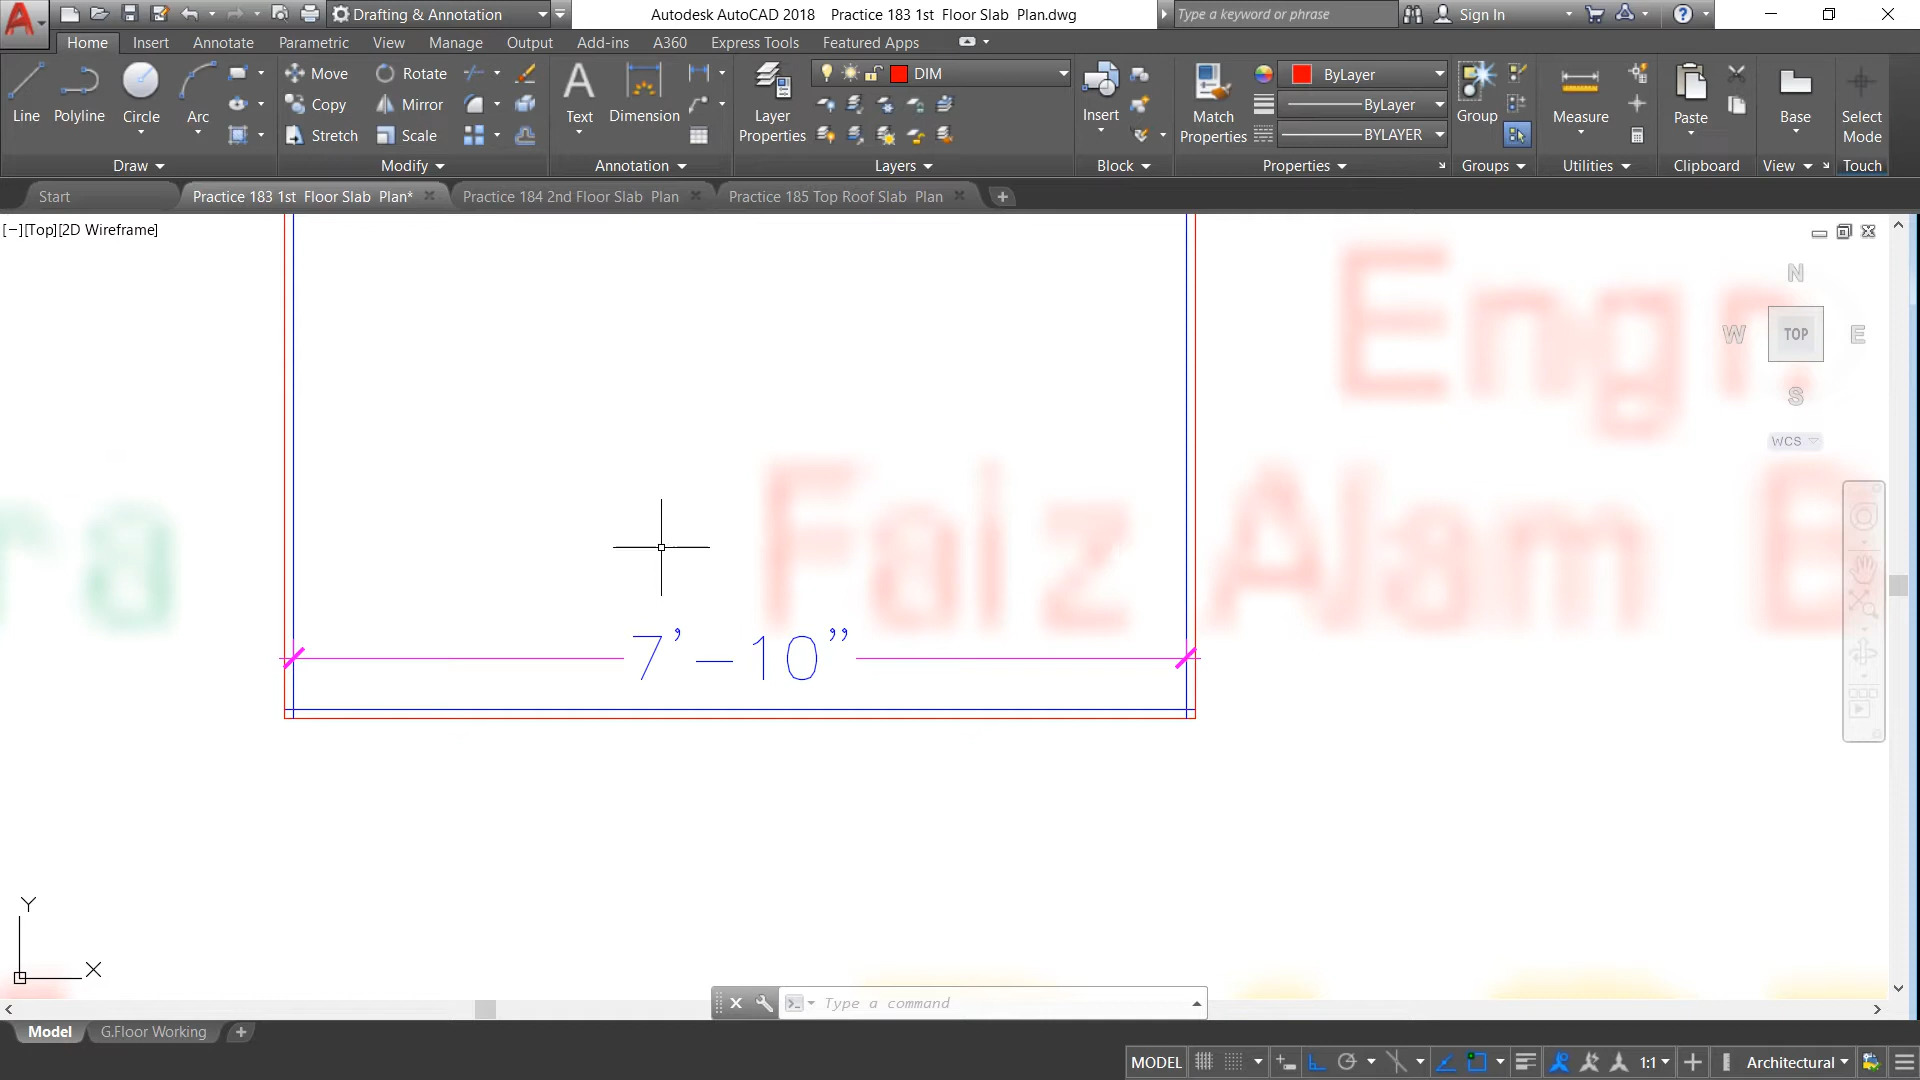 Drafting & Annotation
Autodesk AutoCAD 2018 Practice 183 1st Floor Slab Plan.dwg
Type a keyword or phrase
Sign In
Home Insert Annotate Parametric View Manage Output Add-ins A360 Express Tools Featured Apps
Line Polyline Circle Arc
Move Rotate
Copy Mirror
Stretch Scale
Text Dimension
Layer Properties
DIM
Insert
Match Properties
ByLayer
ByLayer
BYLAYER
Group
Measure
Paste
Base
Select Mode
Draw Modify Annotation Layers Block Properties Groups Utilities Clipboard View Touch
Start
Practice 183 1st Floor Slab Plan*
Practice 184 2nd Floor Slab Plan
Practice 185 Top Roof Slab Plan
[−][Top][2D Wireframe]
N
W TOP E
S
WCS
Engr.
ra Faiz Alam B
7'–10"
Y
X
Type a command
Model G.Floor Working
MODEL
1:1
Architectural